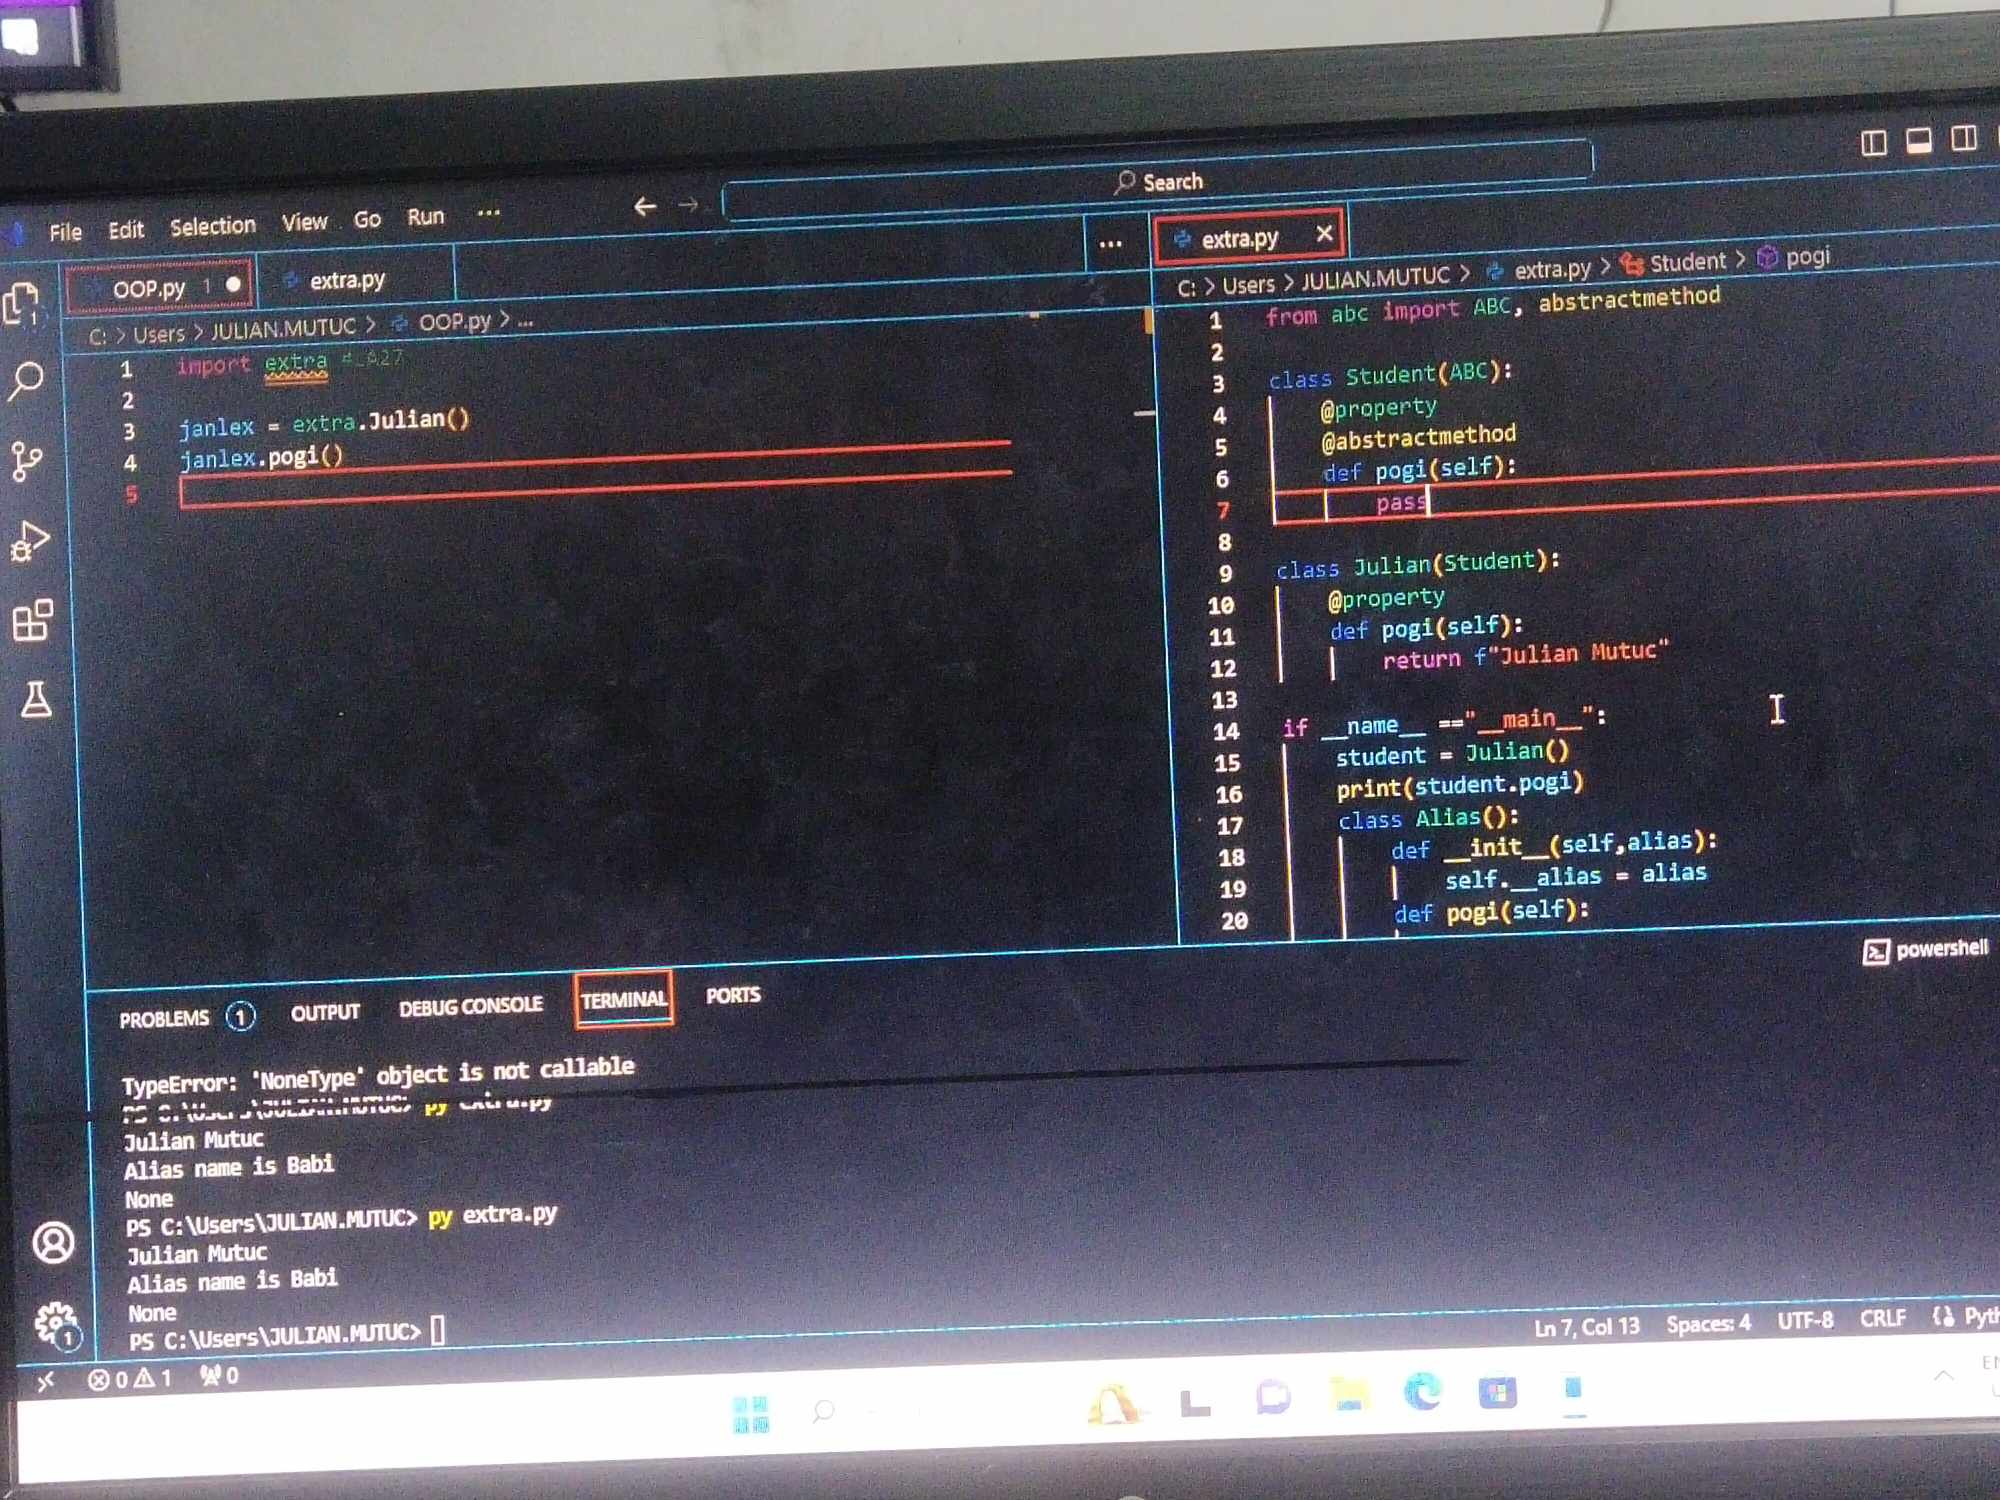 File Edit Selection View Go Run ...
Search
OOP.py 1
extra.py
C: > Users > JULIAN.MUTUC > OOP.py > ...
1 import extra
2
3 janlex = extra.Julian()
4 janlex.pogi()
5
...
extra.py
C: > Users > JULIAN.MUTUC > extra.py > Student > pogi
1 from abc import ABC, abstractmethod
2
3 class Student(ABC):
4 @property
5 @abstractmethod
6 def pogi(self):
7 pass
8
9 class Julian(Student):
10 @property
11 def pogi(self):
12 return f"Julian Mutuc"
13
14 if __name__ =="__main__":
15 student = Julian()
16 print(student.pogi)
17 class Alias():
18 def __init__(self,alias):
19 self.__alias = alias
20 def pogi(self):
PROBLEMS 1 OUTPUT DEBUG CONSOLE TERMINAL PORTS
powershell
TypeError: 'NoneType' object is not callable
PS C:\Users\JULIAN.MUTUC> py extra.py
Julian Mutuc
Alias name is Babi
None
PS C:\Users\JULIAN.MUTUC> py extra.py
Julian Mutuc
Alias name is Babi
None
PS C:\Users\JULIAN.MUTUC>
0 1 0
Ln 7, Col 13 Spaces: 4 UTF-8 CRLF